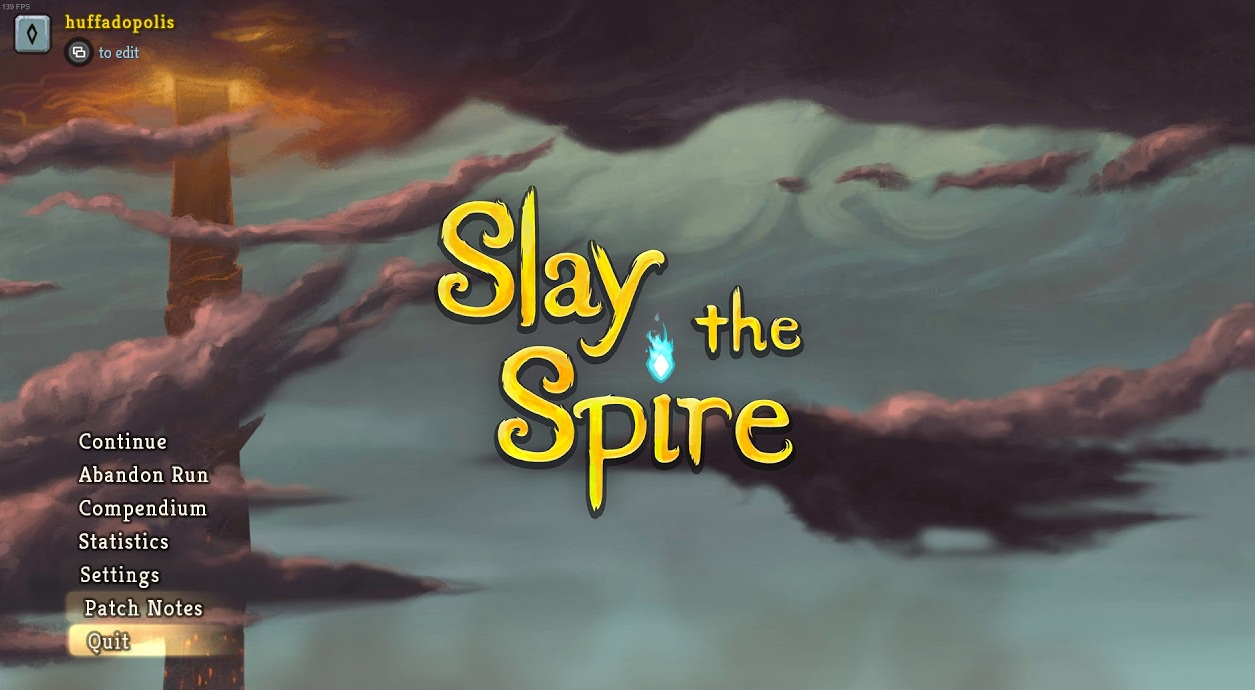 139 FPS
huffadopolis
to edit
Slay
the
Spire
Continue
Abandon Run
Compendium
Statistics
Settings
Patch Notes
Quit